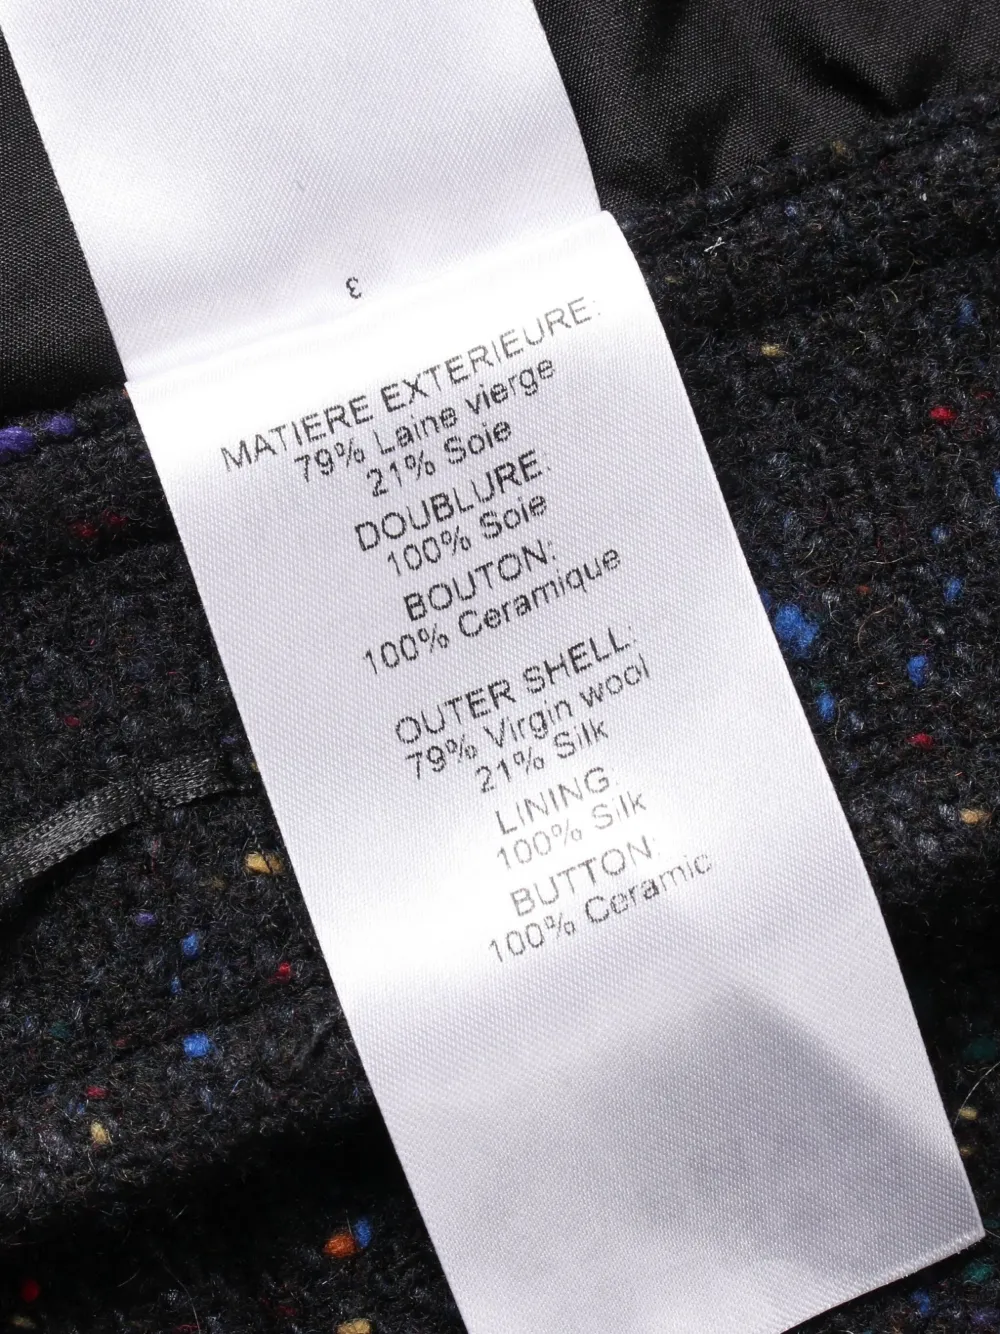 3
MATIERE EXTERIEURE:
79% Laine vierge
21% Soie
DOUBLURE:
100% Soie
BOUTON:
100% Ceramique
OUTER SHELL:
79% Virgin wool
21% Silk
LINING:
100% Silk
BUTTON:
100% Ceramic